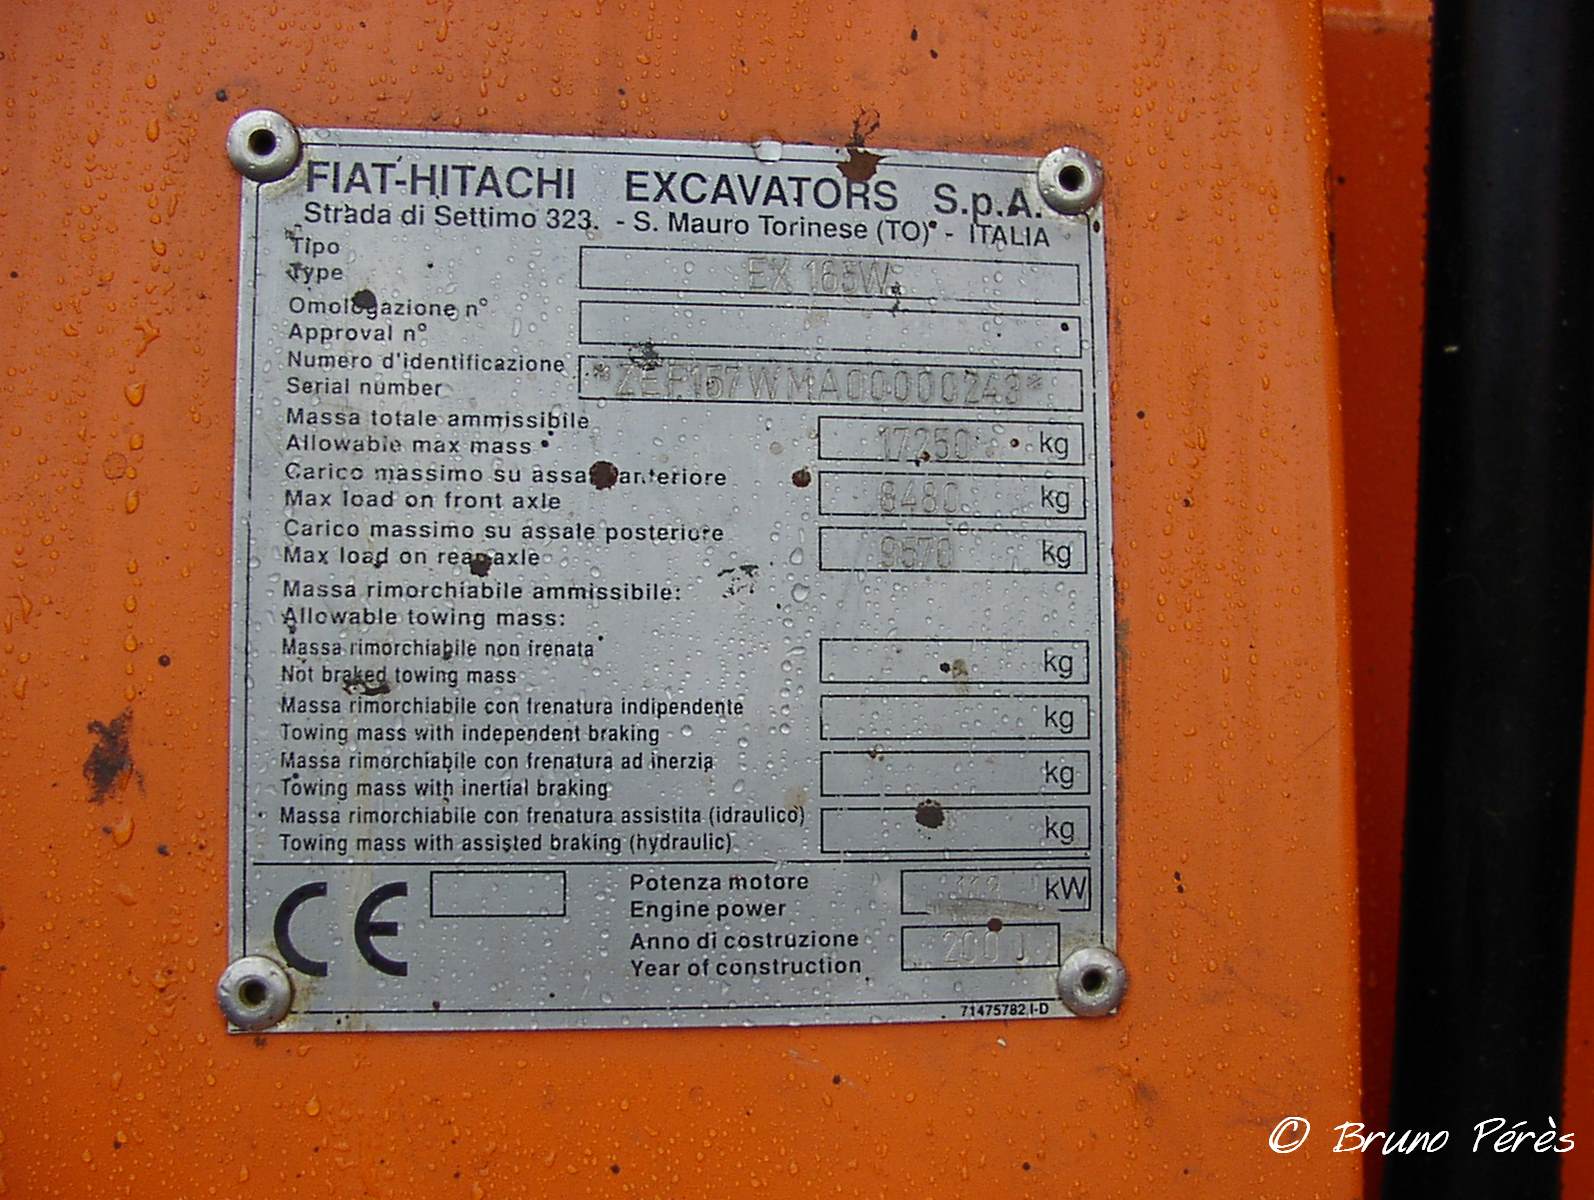 FIAT-HITACHI EXCAVATORS S.p.A.
Strada di Settimo 323. - S. Mauro Torinese (TO) - ITALIA
Tipo
Type EX 165W
Omologazione n°
Approval n°
Numero d'identificazione
Serial number *ZEF157WMA00000243*
Massa totale ammissibile
Allowable max mass 17250 kg
Carico massimo su assale anteriore
Max load on front axle 8480 kg
Carico massimo su assale posteriore
Max load on rear axle 9570 kg
Massa rimorchiabile ammissibile:
Allowable towing mass:
Massa rimorchiabile non frenata
Not braked towing mass kg
Massa rimorchiabile con frenatura indipendente
Towing mass with independent braking kg
Massa rimorchiabile con frenatura ad inerzia
Towing mass with inertial braking kg
Massa rimorchiabile con frenatura assistita (idraulico)
Towing mass with assisted braking (hydraulic) kg
CE
Potenza motore
Engine power kW
Anno di costruzione
Year of construction
71475782 I-D
© Bruno Pérès